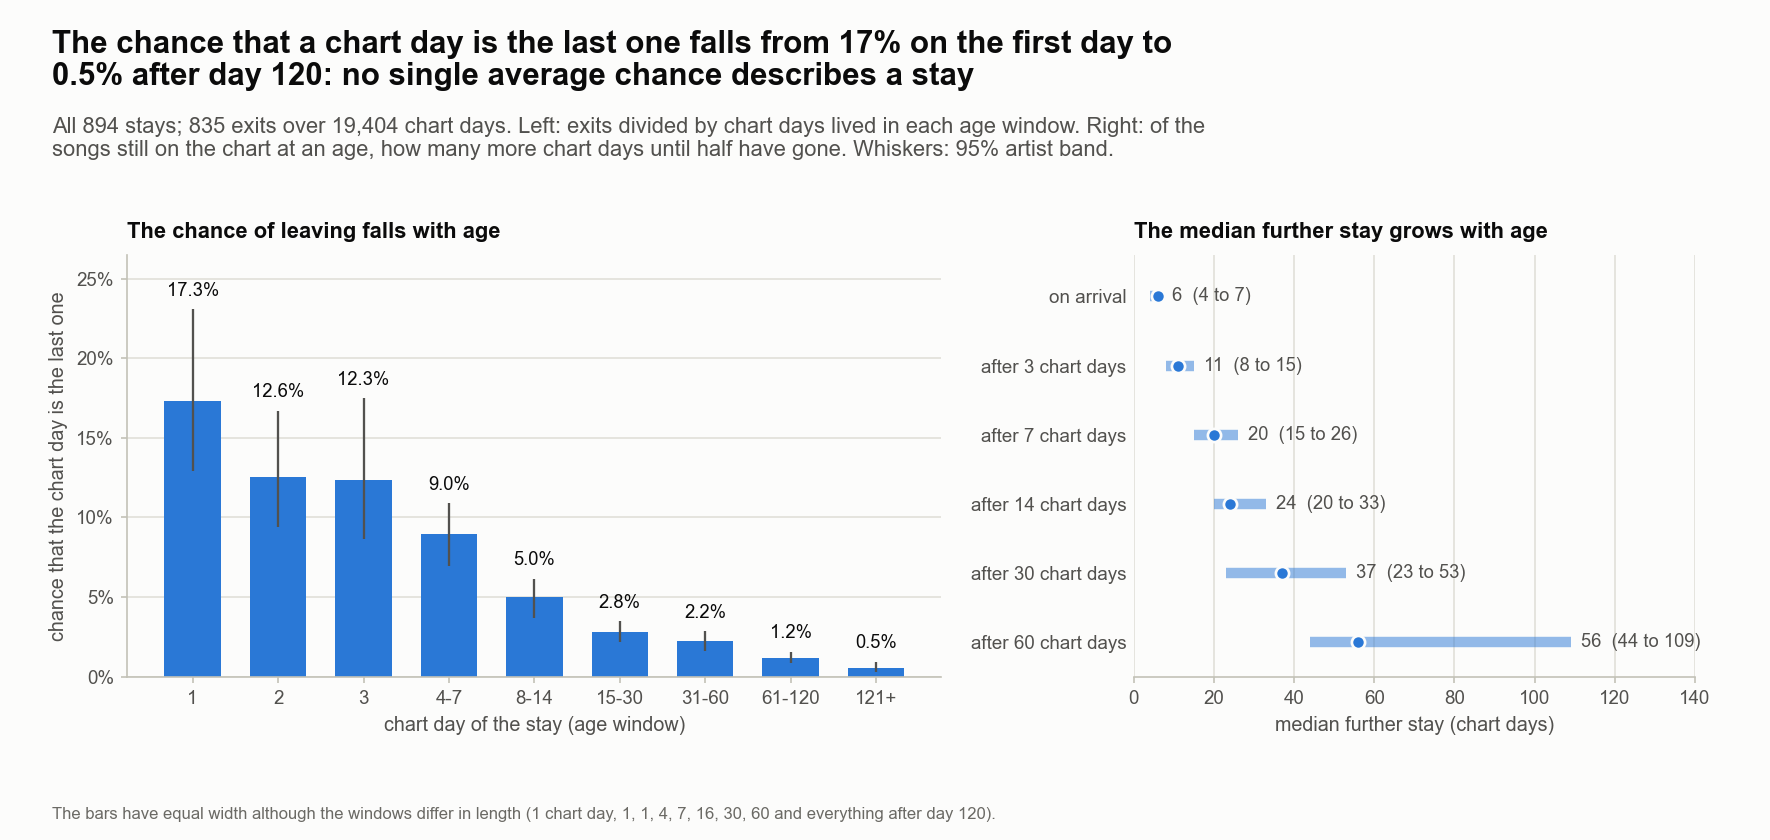 The chance that a chart day is the last one falls from 17% on the first day to
0.5% after day 120: no single average chance describes a stay
All 894 stays; 835 exits over 19,404 chart days. Left: exits divided by chart days lived in each age window. Right: of the
songs still on the chart at an age, how many more chart days until half have gone. Whiskers: 95% artist band.
The chance of leaving falls with age
chance that the chart day is the last one
25%
20%
15%
10%
5%
0%
17.3%
12.6%
12.3%
9.0%
5.0%
2.8%
2.2%
1.2%
0.5%
1
2
3
4-7
8-14
15-30
31-60
61-120
121+
chart day of the stay (age window)
The median further stay grows with age
on arrival
6 (4 to 7)
after 3 chart days
11 (8 to 15)
after 7 chart days
20 (15 to 26)
after 14 chart days
24 (20 to 33)
after 30 chart days
37 (23 to 53)
after 60 chart days
56 (44 to 109)
0
20
40
60
80
100
120
140
median further stay (chart days)
The bars have equal width although the windows differ in length (1 chart day, 1, 1, 4, 7, 16, 30, 60 and everything after day 120).